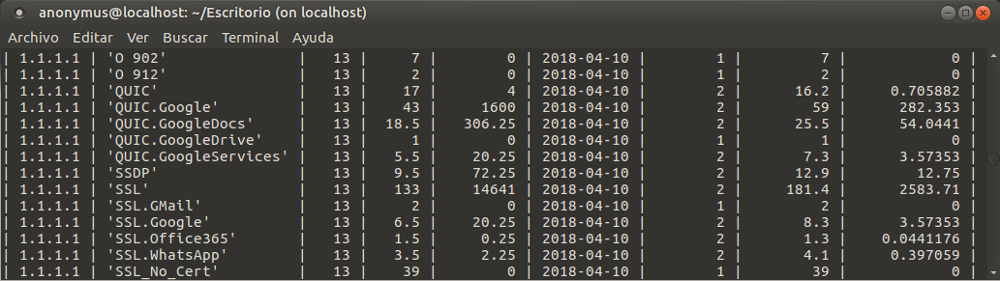 anonymus@localhost: ~/Escritorio (on localhost)
Archivo Editar Ver Buscar Terminal Ayuda
| 1.1.1.1 | 'O 902' | 13 | 7 | 0 | 2018-04-10 | 1 | 7 | 0 |
| 1.1.1.1 | 'O 912' | 13 | 2 | 0 | 2018-04-10 | 1 | 2 | 0 |
| 1.1.1.1 | 'QUIC' | 13 | 17 | 4 | 2018-04-10 | 2 | 16.2 | 0.705882 |
| 1.1.1.1 | 'QUIC.Google' | 13 | 43 | 1600 | 2018-04-10 | 2 | 59 | 282.353 |
| 1.1.1.1 | 'QUIC.GoogleDocs' | 13 | 18.5 | 306.25 | 2018-04-10 | 2 | 25.5 | 54.0441 |
| 1.1.1.1 | 'QUIC.GoogleDrive' | 13 | 1 | 0 | 2018-04-10 | 1 | 1 | 0 |
| 1.1.1.1 | 'QUIC.GoogleServices' | 13 | 5.5 | 20.25 | 2018-04-10 | 2 | 7.3 | 3.57353 |
| 1.1.1.1 | 'SSDP' | 13 | 9.5 | 72.25 | 2018-04-10 | 2 | 12.9 | 12.75 |
| 1.1.1.1 | 'SSL' | 13 | 133 | 14641 | 2018-04-10 | 2 | 181.4 | 2583.71 |
| 1.1.1.1 | 'SSL.GMail' | 13 | 2 | 0 | 2018-04-10 | 1 | 2 | 0 |
| 1.1.1.1 | 'SSL.Google' | 13 | 6.5 | 20.25 | 2018-04-10 | 2 | 8.3 | 3.57353 |
| 1.1.1.1 | 'SSL.Office365' | 13 | 1.5 | 0.25 | 2018-04-10 | 2 | 1.3 | 0.0441176 |
| 1.1.1.1 | 'SSL.WhatsApp' | 13 | 3.5 | 2.25 | 2018-04-10 | 2 | 4.1 | 0.397059 |
| 1.1.1.1 | 'SSL_No_Cert' | 13 | 39 | 0 | 2018-04-10 | 1 | 39 | 0 |